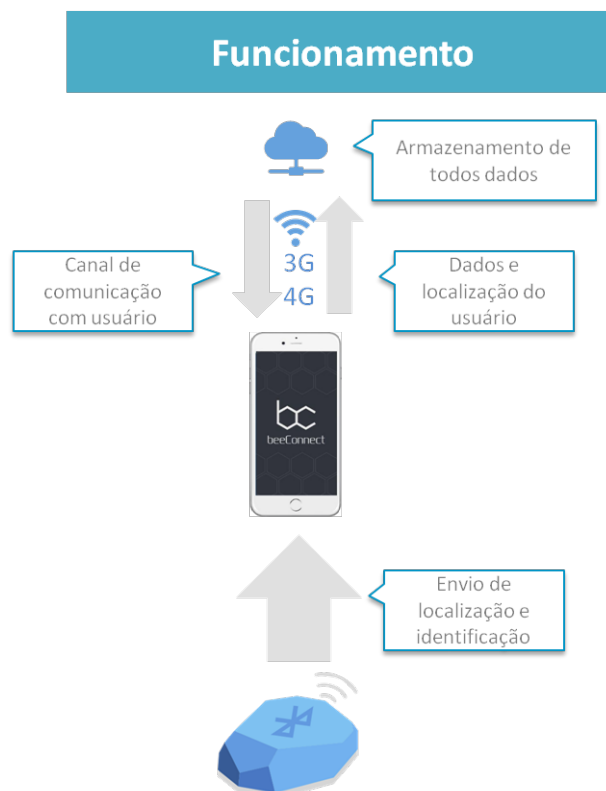 Funcionamento
Armazenamento de
todos dados
Canal de
comunicação
com usuário
3G
4G
Dados e
localização do
usuário
bc
beeConnect
Envio de
localização e
identificação